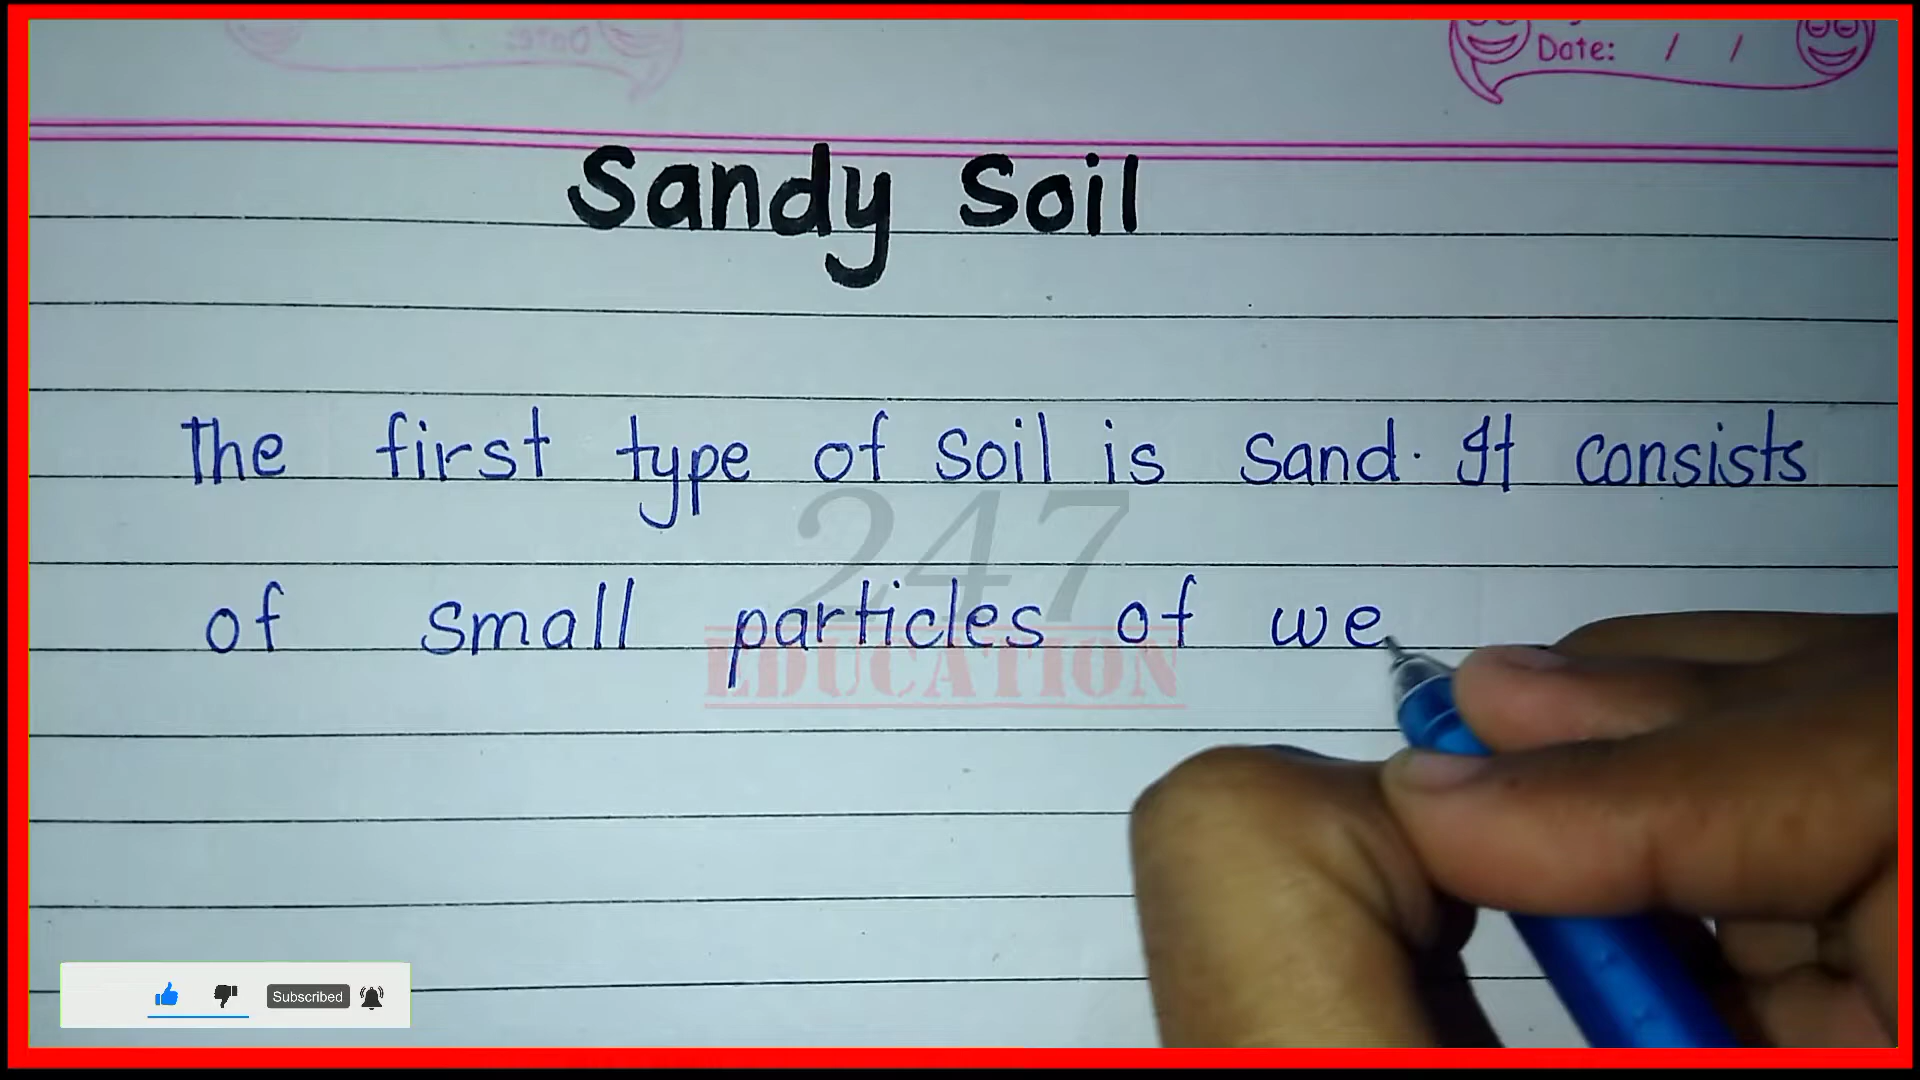 Date: / /
Sandy Soil
The first type of soil is sand. It consists
of small particles of we
247
EDUCATION
Subscribed